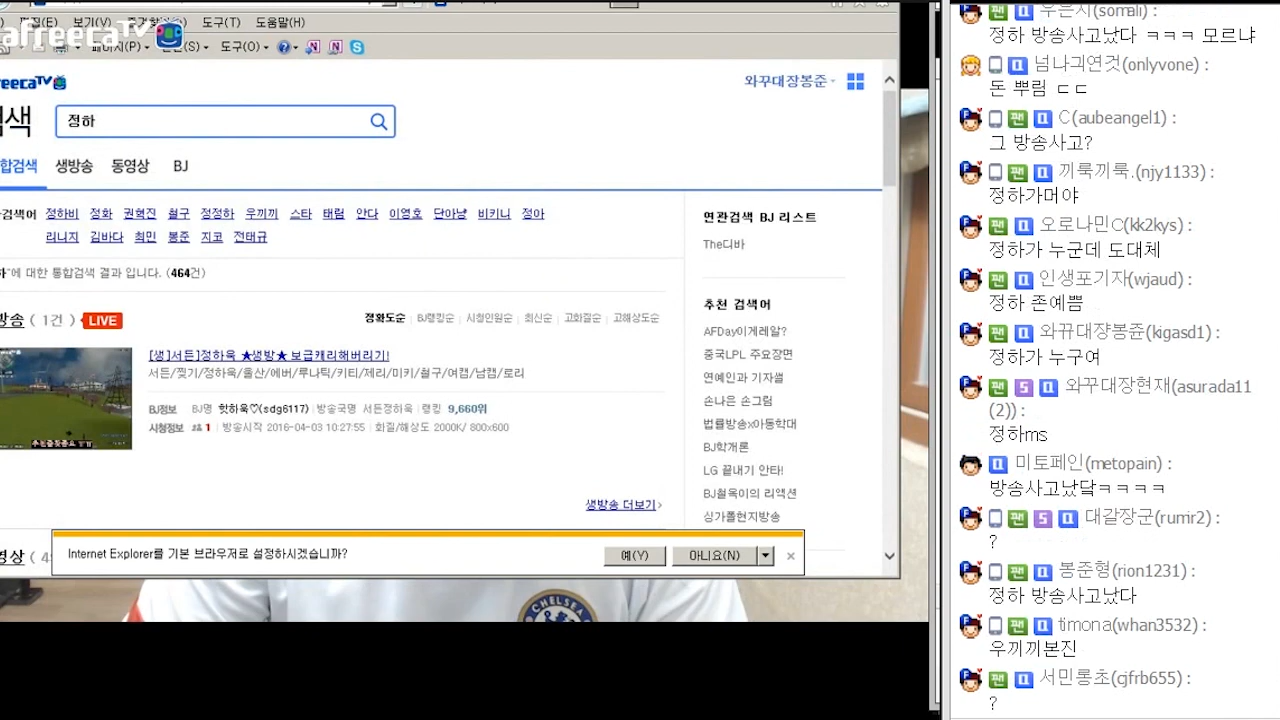 편집(E) 보기(V) 도구(T) 도움말(H)
afreecaTV
페이지(P) 도구(O)
와꾸대장봉준
색
정하
합검색 생방송 동영상 BJ
검색어 정하비 정화 권혁진 철구 정정하 우끼끼 스타 태림 안다 이영호 단아냥 비키니 정아
리니지 김바다 최민 봉준 지코 전태규
하'에 대한 통합검색 결과 입니다. (464건)
방송 ( 1건 ) LIVE
정확도순 BJ랭킹순 시청인원순 최신순 고화질순 고해상도순
[생]서든]정하욱 ★생방★ 보급캐리해버리기!
서든/찢기/정하욱/울산/에버/루나틱/키티/제리/미키/철구/여캠/남캠/로리
BJ정보 BJ명 핫하욱♡(sdg6117) 방송국명 서든정하욱 랭킹 9,660위
시청정보 1 방송시작 2016-04-03 10:27:55 화질/해상도 2000K/ 800x600
생방송 더보기 >
연관검색 BJ 리스트
The디바
추천 검색어
AFDay이게레알?
중국LPL 주요장면
연예인과 기자썰
손나은 손그림
법률방송x아동학대
BJ학개론
LG 끝내기 안타!
BJ철욱이의 리액션
싱가폴현지방송
영상 ( 4
Internet Explorer를 기본 브라우저로 설정하시겠습니까?
예(Y) 아니요(N)
CHELSEA
우은지(somali) :
정하 방송사고났다 ㅋㅋㅋ 모르냐
넘나긔연것(onlyvone) :
돈 뿌림 ㄷㄷ
C(aubeangel1) :
그 방송사고?
끼룩끼룩.(njy1133) :
정하가머야
오로나민C(kk2kys) :
정하가 누군데 도대체
인생포기자(wjaud) :
정하 존예쁨
와뀨대쟝봉쥰(kigasd1) :
정하가 누구여
와꾸대장현재(asurada11
(2)) :
정하ms
미토페인(metopain) :
방송사고났닼ㅋㅋㅋㅋ
대갈장군(rumir2) :
?
봉준형(rion1231) :
정하 방송사고났다
timona(whan3532) :
우끼끼본진
서민롱초(gjfrb655) :
?